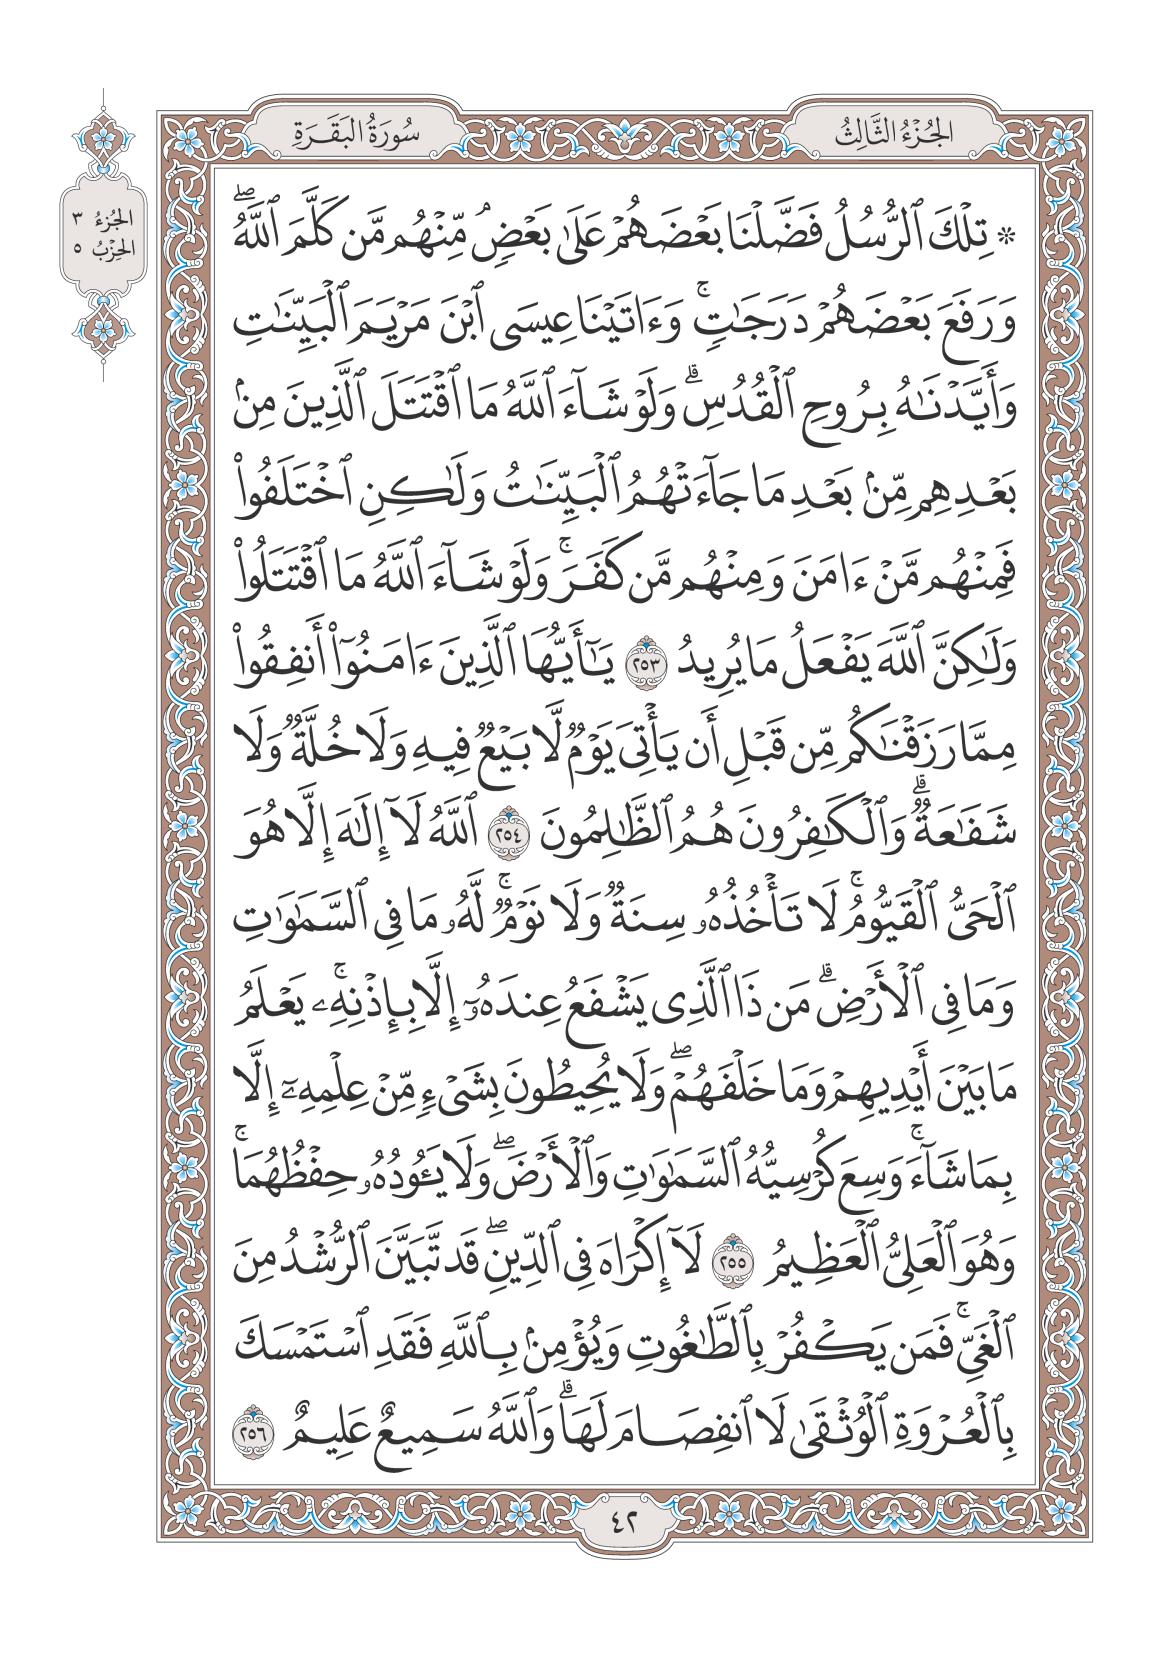 الجُزْءُ الثَّالِثُ
سُورَةُ البَقَرَةِ
الجُزءُ ٣
الحِزْبُ ٥
۞ تِلْكَ ٱلرُّسُلُ فَضَّلْنَا بَعْضَهُمْ عَلَىٰ بَعْضٍۘ مِّنْهُم مَّن كَلَّمَ ٱللَّهُۖ
وَرَفَعَ بَعْضَهُمْ دَرَجَٰتٍۚ وَءَاتَيْنَا عِيسَى ٱبْنَ مَرْيَمَ ٱلْبَيِّنَٰتِ
وَأَيَّدْنَٰهُ بِرُوحِ ٱلْقُدُسِۗ وَلَوْ شَآءَ ٱللَّهُ مَا ٱقْتَتَلَ ٱلَّذِينَ مِنۢ
بَعْدِهِم مِّنۢ بَعْدِ مَا جَآءَتْهُمُ ٱلْبَيِّنَٰتُ وَلَٰكِنِ ٱخْتَلَفُوا۟
فَمِنْهُم مَّنْ ءَامَنَ وَمِنْهُم مَّن كَفَرَۚ وَلَوْ شَآءَ ٱللَّهُ مَا ٱقْتَتَلُوا۟
وَلَٰكِنَّ ٱللَّهَ يَفْعَلُ مَا يُرِيدُ ٢٥٣ يَٰٓأَيُّهَا ٱلَّذِينَ ءَامَنُوٓا۟ أَنفِقُوا۟
مِمَّا رَزَقْنَٰكُم مِّن قَبْلِ أَن يَأْتِىَ يَوْمٌ لَّا بَيْعٌ فِيهِ وَلَا خُلَّةٌ وَلَا
شَفَٰعَةٌۗ وَٱلْكَٰفِرُونَ هُمُ ٱلظَّٰلِمُونَ ٢٥٤ ٱللَّهُ لَآ إِلَٰهَ إِلَّا هُوَ
ٱلْحَىُّ ٱلْقَيُّومُۚ لَا تَأْخُذُهُۥ سِنَةٌ وَلَا نَوْمٌۚ لَّهُۥ مَا فِى ٱلسَّمَٰوَٰتِ
وَمَا فِى ٱلْأَرْضِۗ مَن ذَا ٱلَّذِى يَشْفَعُ عِندَهُۥٓ إِلَّا بِإِذْنِهِۦۚ يَعْلَمُ
مَا بَيْنَ أَيْدِيهِمْ وَمَا خَلْفَهُمْۖ وَلَا يُحِيطُونَ بِشَىْءٍ مِّنْ عِلْمِهِۦٓ إِلَّا
بِمَا شَآءَۚ وَسِعَ كُرْسِيُّهُ ٱلسَّمَٰوَٰتِ وَٱلْأَرْضَۖ وَلَا يَـُٔودُهُۥ حِفْظُهُمَاۚ
وَهُوَ ٱلْعَلِىُّ ٱلْعَظِيمُ ٢٥٥ لَآ إِكْرَاهَ فِى ٱلدِّينِۖ قَد تَّبَيَّنَ ٱلرُّشْدُ مِنَ
ٱلْغَىِّۚ فَمَن يَكْفُرْ بِٱلطَّٰغُوتِ وَيُؤْمِنۢ بِٱللَّهِ فَقَدِ ٱسْتَمْسَكَ
بِٱلْعُرْوَةِ ٱلْوُثْقَىٰ لَا ٱنفِصَامَ لَهَاۗ وَٱللَّهُ سَمِيعٌ عَلِيمٌ ٢٥٦
٤٢